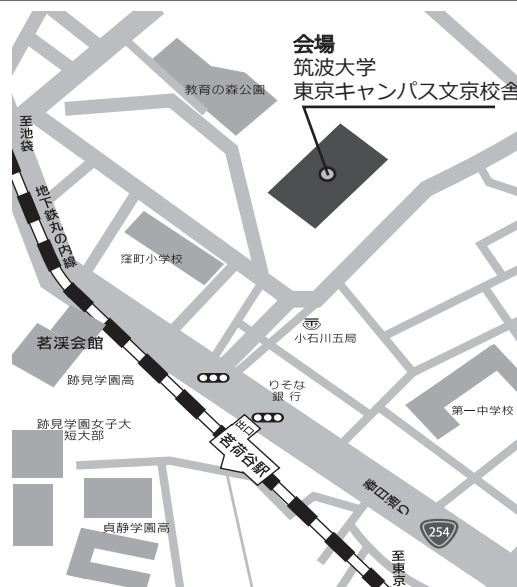 会場
筑波大学
東京キャンパス文京校舎
教育の森公園
至池袋
地下鉄丸の内線
窪町小学校
茗渓会館
小石川五局
跡見学園高
りそな
銀行
跡見学園女子大
短大部
第一中学校
出口
茗荷谷駅
春日通り
254
貞静学園高
至東京